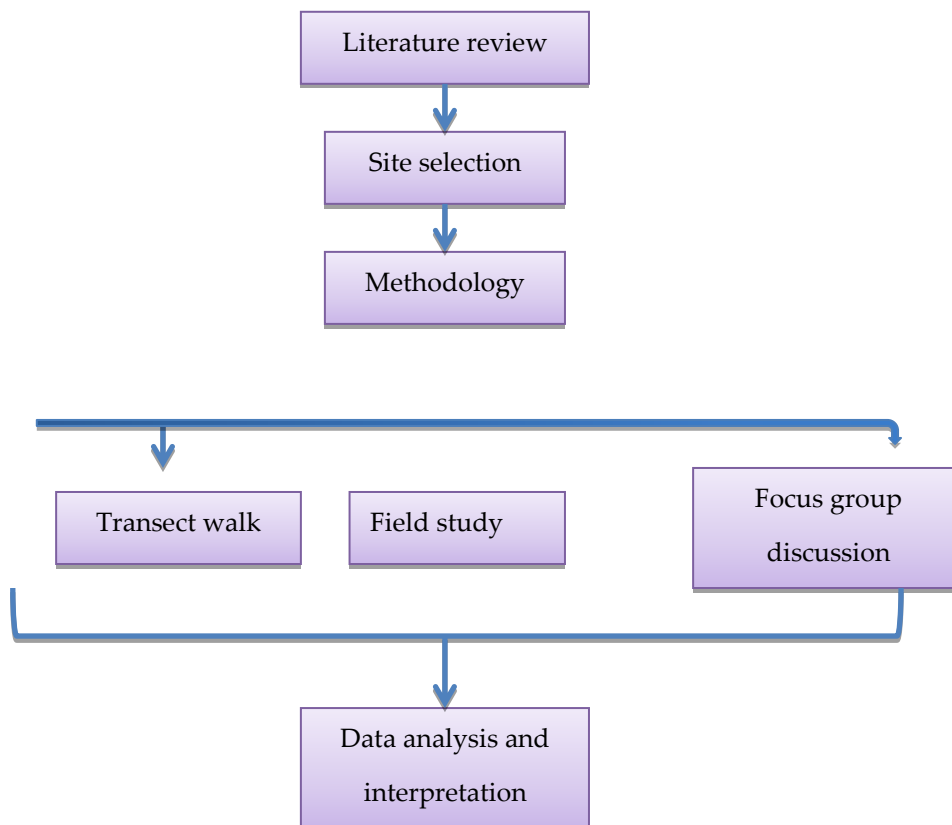 Literature review
Site selection
Methodology
Transect walk
Field study
Focus group
discussion
Data analysis and
interpretation